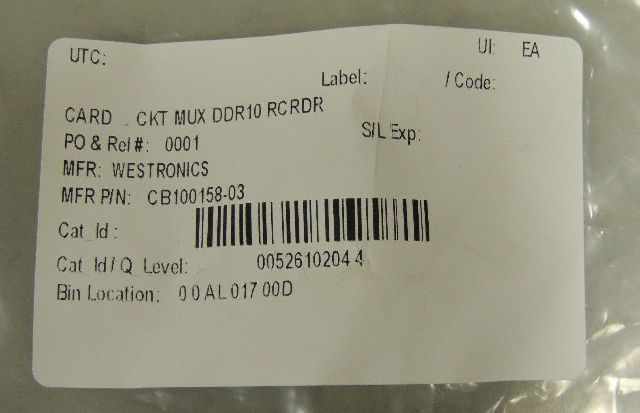 UTC:
UI: EA
Label: / Code:
CARD . CKT MUX DDR10 RCRDR
PO & Rel #: 0001
S/L Exp:
MFR: WESTRONICS
MFR P/N: CB100158-03
Cat_Id :
Cat_Id / Q_Level: 0052610204 4
Bin Location: 0 0 AL 017 00D